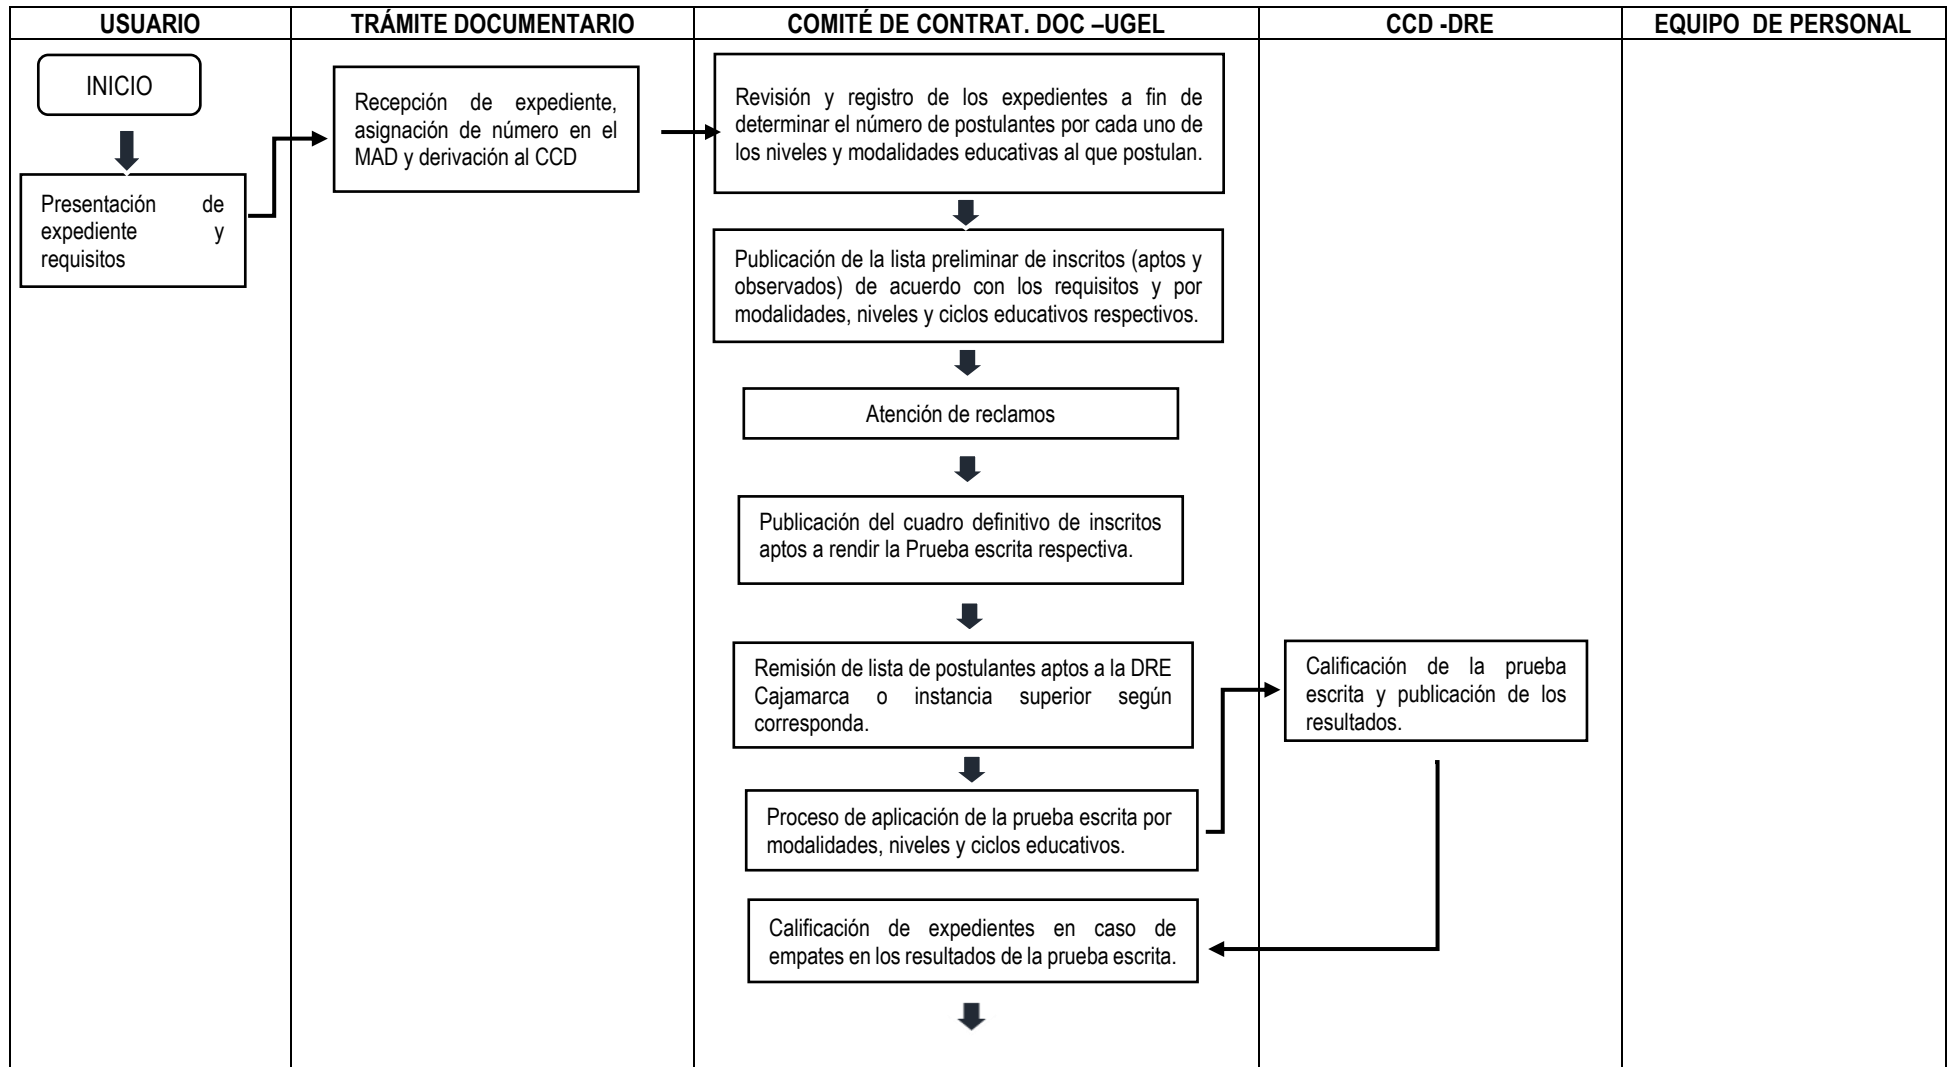 USUARIO
TRÁMITE DOCUMENTARIO
COMITÉ DE CONTRAT. DOC –UGEL
CCD -DRE
EQUIPO DE PERSONAL
INICIO
Presentación de
expediente y
requisitos
Recepción de expediente,
asignación de número en el
MAD y derivación al CCD
Revisión y registro de los expedientes a fin de
determinar el número de postulantes por cada uno de
los niveles y modalidades educativas al que postulan.
Publicación de la lista preliminar de inscritos (aptos y
observados) de acuerdo con los requisitos y por
modalidades, niveles y ciclos educativos respectivos.
Atención de reclamos
Publicación del cuadro definitivo de inscritos
aptos a rendir la Prueba escrita respectiva.
Remisión de lista de postulantes aptos a la DRE
Cajamarca o instancia superior según
corresponda.
Proceso de aplicación de la prueba escrita por
modalidades, niveles y ciclos educativos.
Calificación de la prueba
escrita y publicación de los
resultados.
Calificación de expedientes en caso de
empates en los resultados de la prueba escrita.